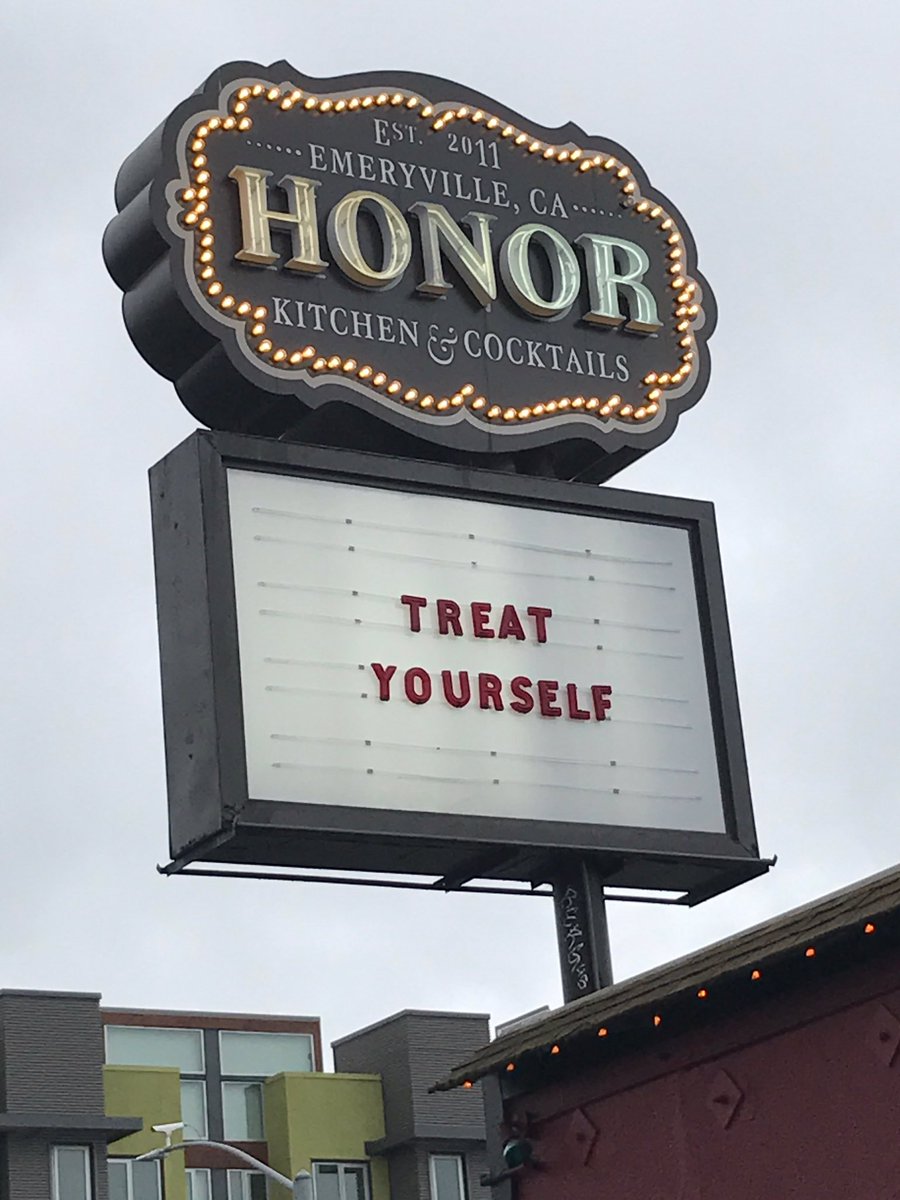 EST. 2011
EMERYVILLE, CA
HONOR
KITCHEN & COCKTAILS
TREAT
YOURSELF